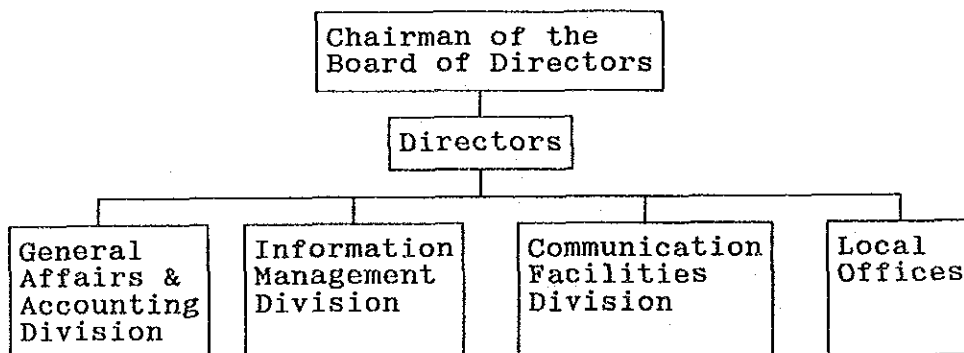 Chairman of the
Board of Directors
Directors
General
Affairs &
Accounting
Division
Information
Management
Division
Communication
Facilities
Division
Local
Offices